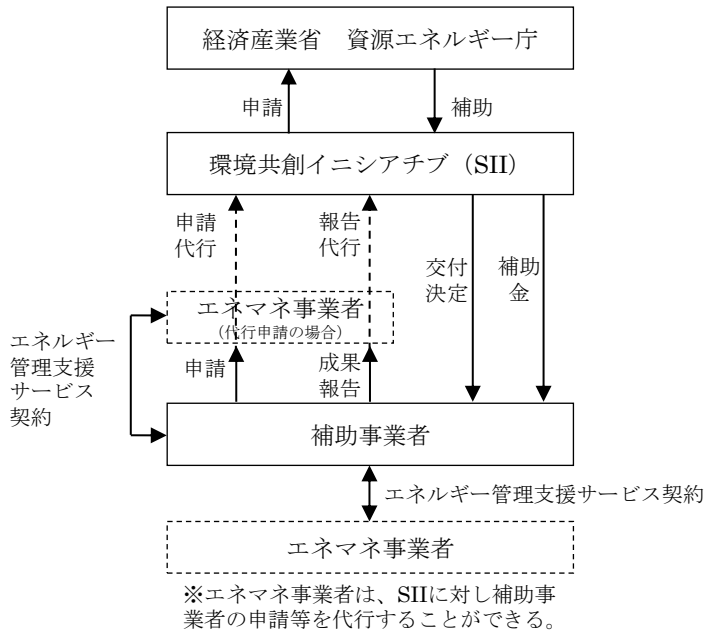 経済産業省　資源エネルギー庁
申請
補助
環境共創イニシアチブ（SII）
申請
代行
報告
代行
交付
決定
補助
金
エネマネ事業者
（代行申請の場合）
エネルギー
管理支援
サービス
契約
申請
成果
報告
補助事業者
エネルギー管理支援サービス契約
エネマネ事業者
※エネマネ事業者は、SIIに対し補助事
業者の申請等を代行することができる。